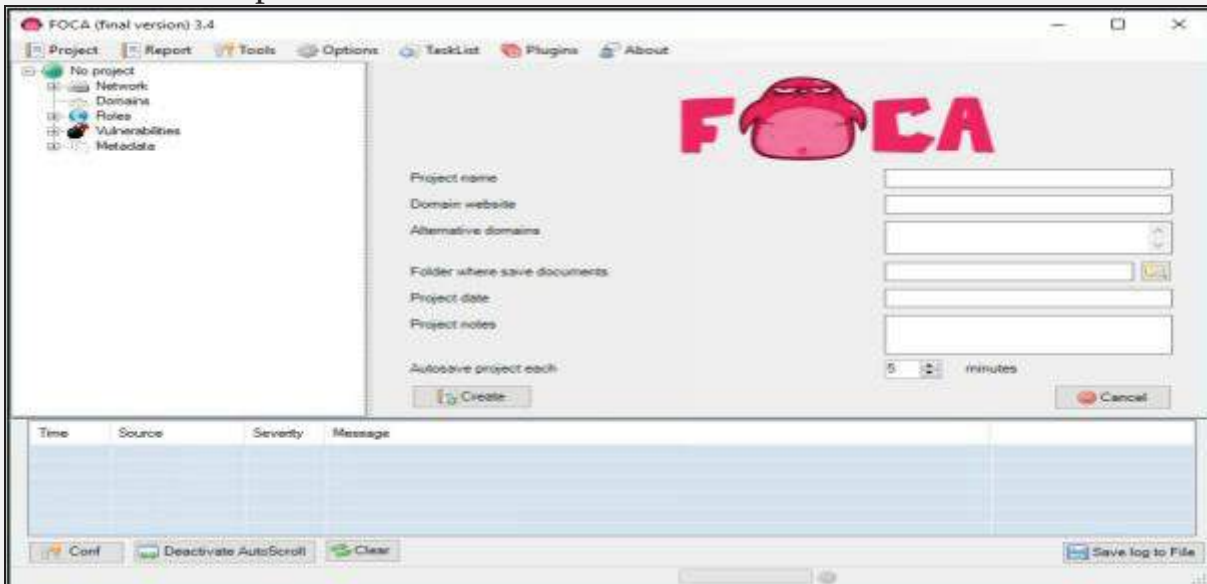 FOCA (final version) 3.4
Project Report Tools Options TaskList Plugins About
No project
Network
Domains
Roles
Vulnerabilities
Metadata
FOCA
Project name
Domain website
Alternative domains
Folder where save documents
Project date
Project notes
Autosave project each 5 minutes
Create Cancel
Time Source Severity Message
Conf Deactivate AutoScroll Clear Save log to File